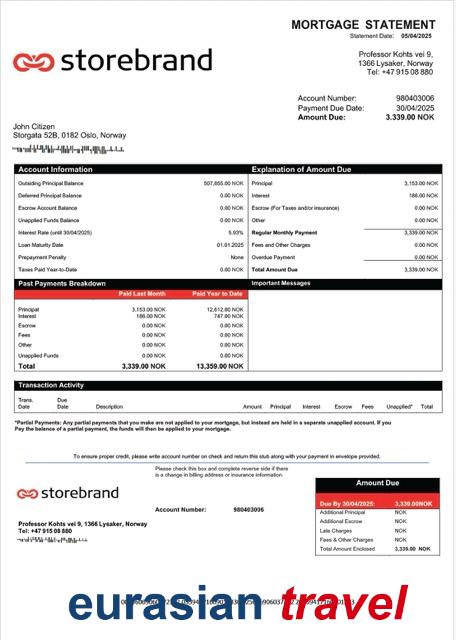 MORTGAGE STATEMENT
Statement Date: 05/04/2025
storebrand
Professor Kohts vei 9,
1366 Lysaker, Norway
Tel: +47 915 08 880
Account Number: 980403006
Payment Due Date: 30/04/2025
Amount Due: 3.339.00 NOK
John Citizen
Storgata 52B, 0182 Oslo, Norway
Account Information
Outsiding Principal Balance 507,655.00 NOK
Deferred Principal Balance 0.00 NOK
Escrow Account Balance 0.00 NOK
Unapplied Funds Balance 0.00 NOK
Interest Rate (until 30/04/2025) 5.93%
Loan Maturity Date 01.01.2025
Prepayment Penalty None
Taxes Paid Year-to-Date 0.00 NOK
Explanation of Amount Due
Principal 3,153.00 NOK
Interest 186.00 NOK
Escrow (For Taxes and/or insurance) 0.00 NOK
Other 0.00 NOK
Regular Monthly Payment 3,339.00 NOK
Fees and Other Charges 0.00 NOK
Overdue Payment 0.00 NOK
Total Amount Due 3,339.00 NOK
Past Payments Breakdown
Paid Last Month Paid Year to Date
Principal 3,153.00 NOK 12,612.00 NOK
Interest 186.00 NOK 747.00 NOK
Escrow 0.00 NOK 0.00 NOK
Fees 0.00 NOK 0.00 NOK
Other 0.00 NOK 0.00 NOK
Unapplied Funds 0.00 NOK 0.00 NOK
Total 3,339.00 NOK 13,359.00 NOK
Important Messages
Transaction Activity
Trans. Date Due Date Description Amount Principal Interest Escrow Fees Unapplied* Total
*Partial Payments: Any partial payments that you make are not applied to your mortgage, but instead are held in a separate unapplied account. If you
Pay the balance of a partial payment, the funds will then be applied to your mortgage.
To ensure proper credit, please write account number on check and return this stub along with your payment in envelope provided.
Please check this box and complete reverse side if there
is a change in billing address or insurance information.
storebrand
Account Number: 980403006
Professor Kohts vei 9, 1366 Lysaker, Norway
Tel: +47 915 08 880
Amount Due
Due By 30/04/2025: 3,339.00NOK
Additional Principal NOK
Additional Escrow NOK
Late Charges NOK
Fees & Other Charges NOK
Total Amount Enclosed 3,339.00 NOK
eurasian travel